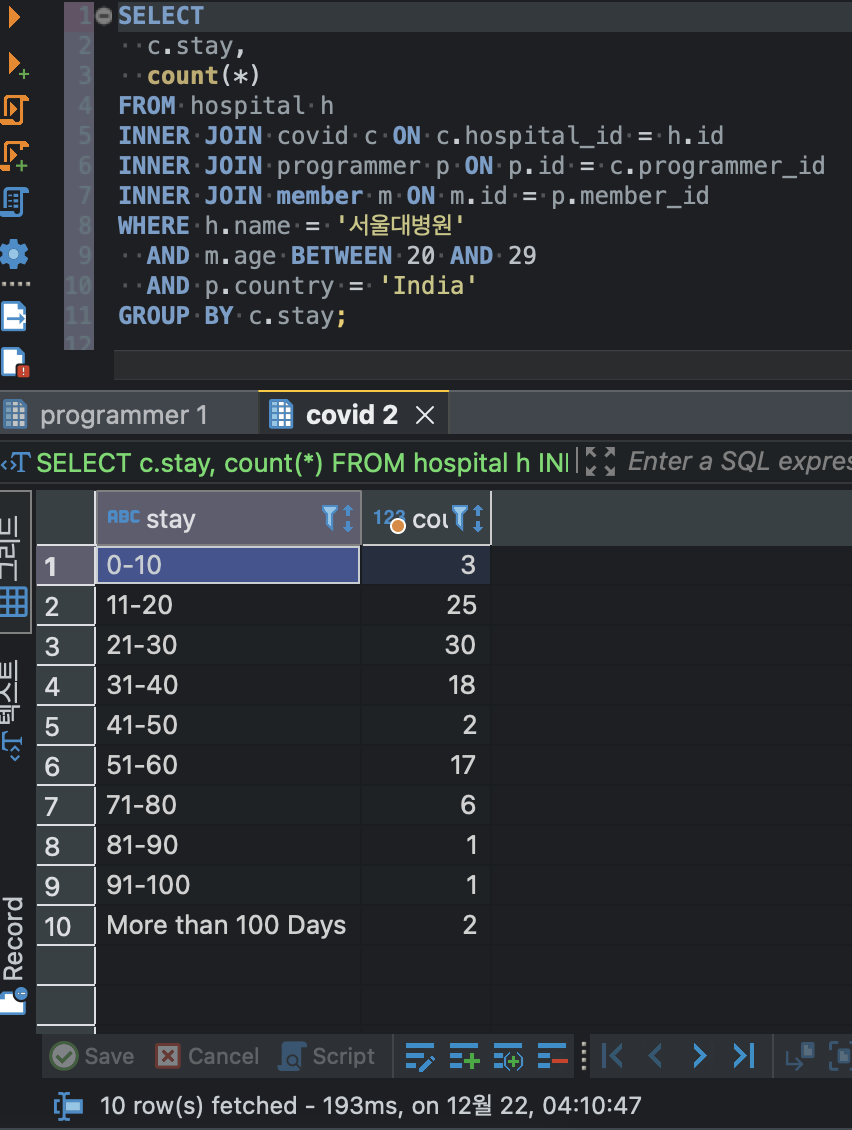 1 SELECT
2 c.stay,
3 count(*)
4 FROM hospital h
5 INNER JOIN covid c ON c.hospital_id = h.id
6 INNER JOIN programmer p ON p.id = c.programmer_id
7 INNER JOIN member m ON m.id = p.member_id
8 WHERE h.name = '서울대병원'
9 AND m.age BETWEEN 20 AND 29
10 AND p.country = 'India'
11 GROUP BY c.stay;
12
programmer 1 covid 2
SELECT c.stay, count(*) FROM hospital h INI Enter a SQL expres
ABC stay 123 cou
1 0-10 3
2 11-20 25
3 21-30 30
4 31-40 18
5 41-50 2
6 51-60 17
7 71-80 6
8 81-90 1
9 91-100 1
10 More than 100 Days 2
그리드
텍스트
Record
Save Cancel Script
10 row(s) fetched - 193ms, on 12월 22, 04:10:47